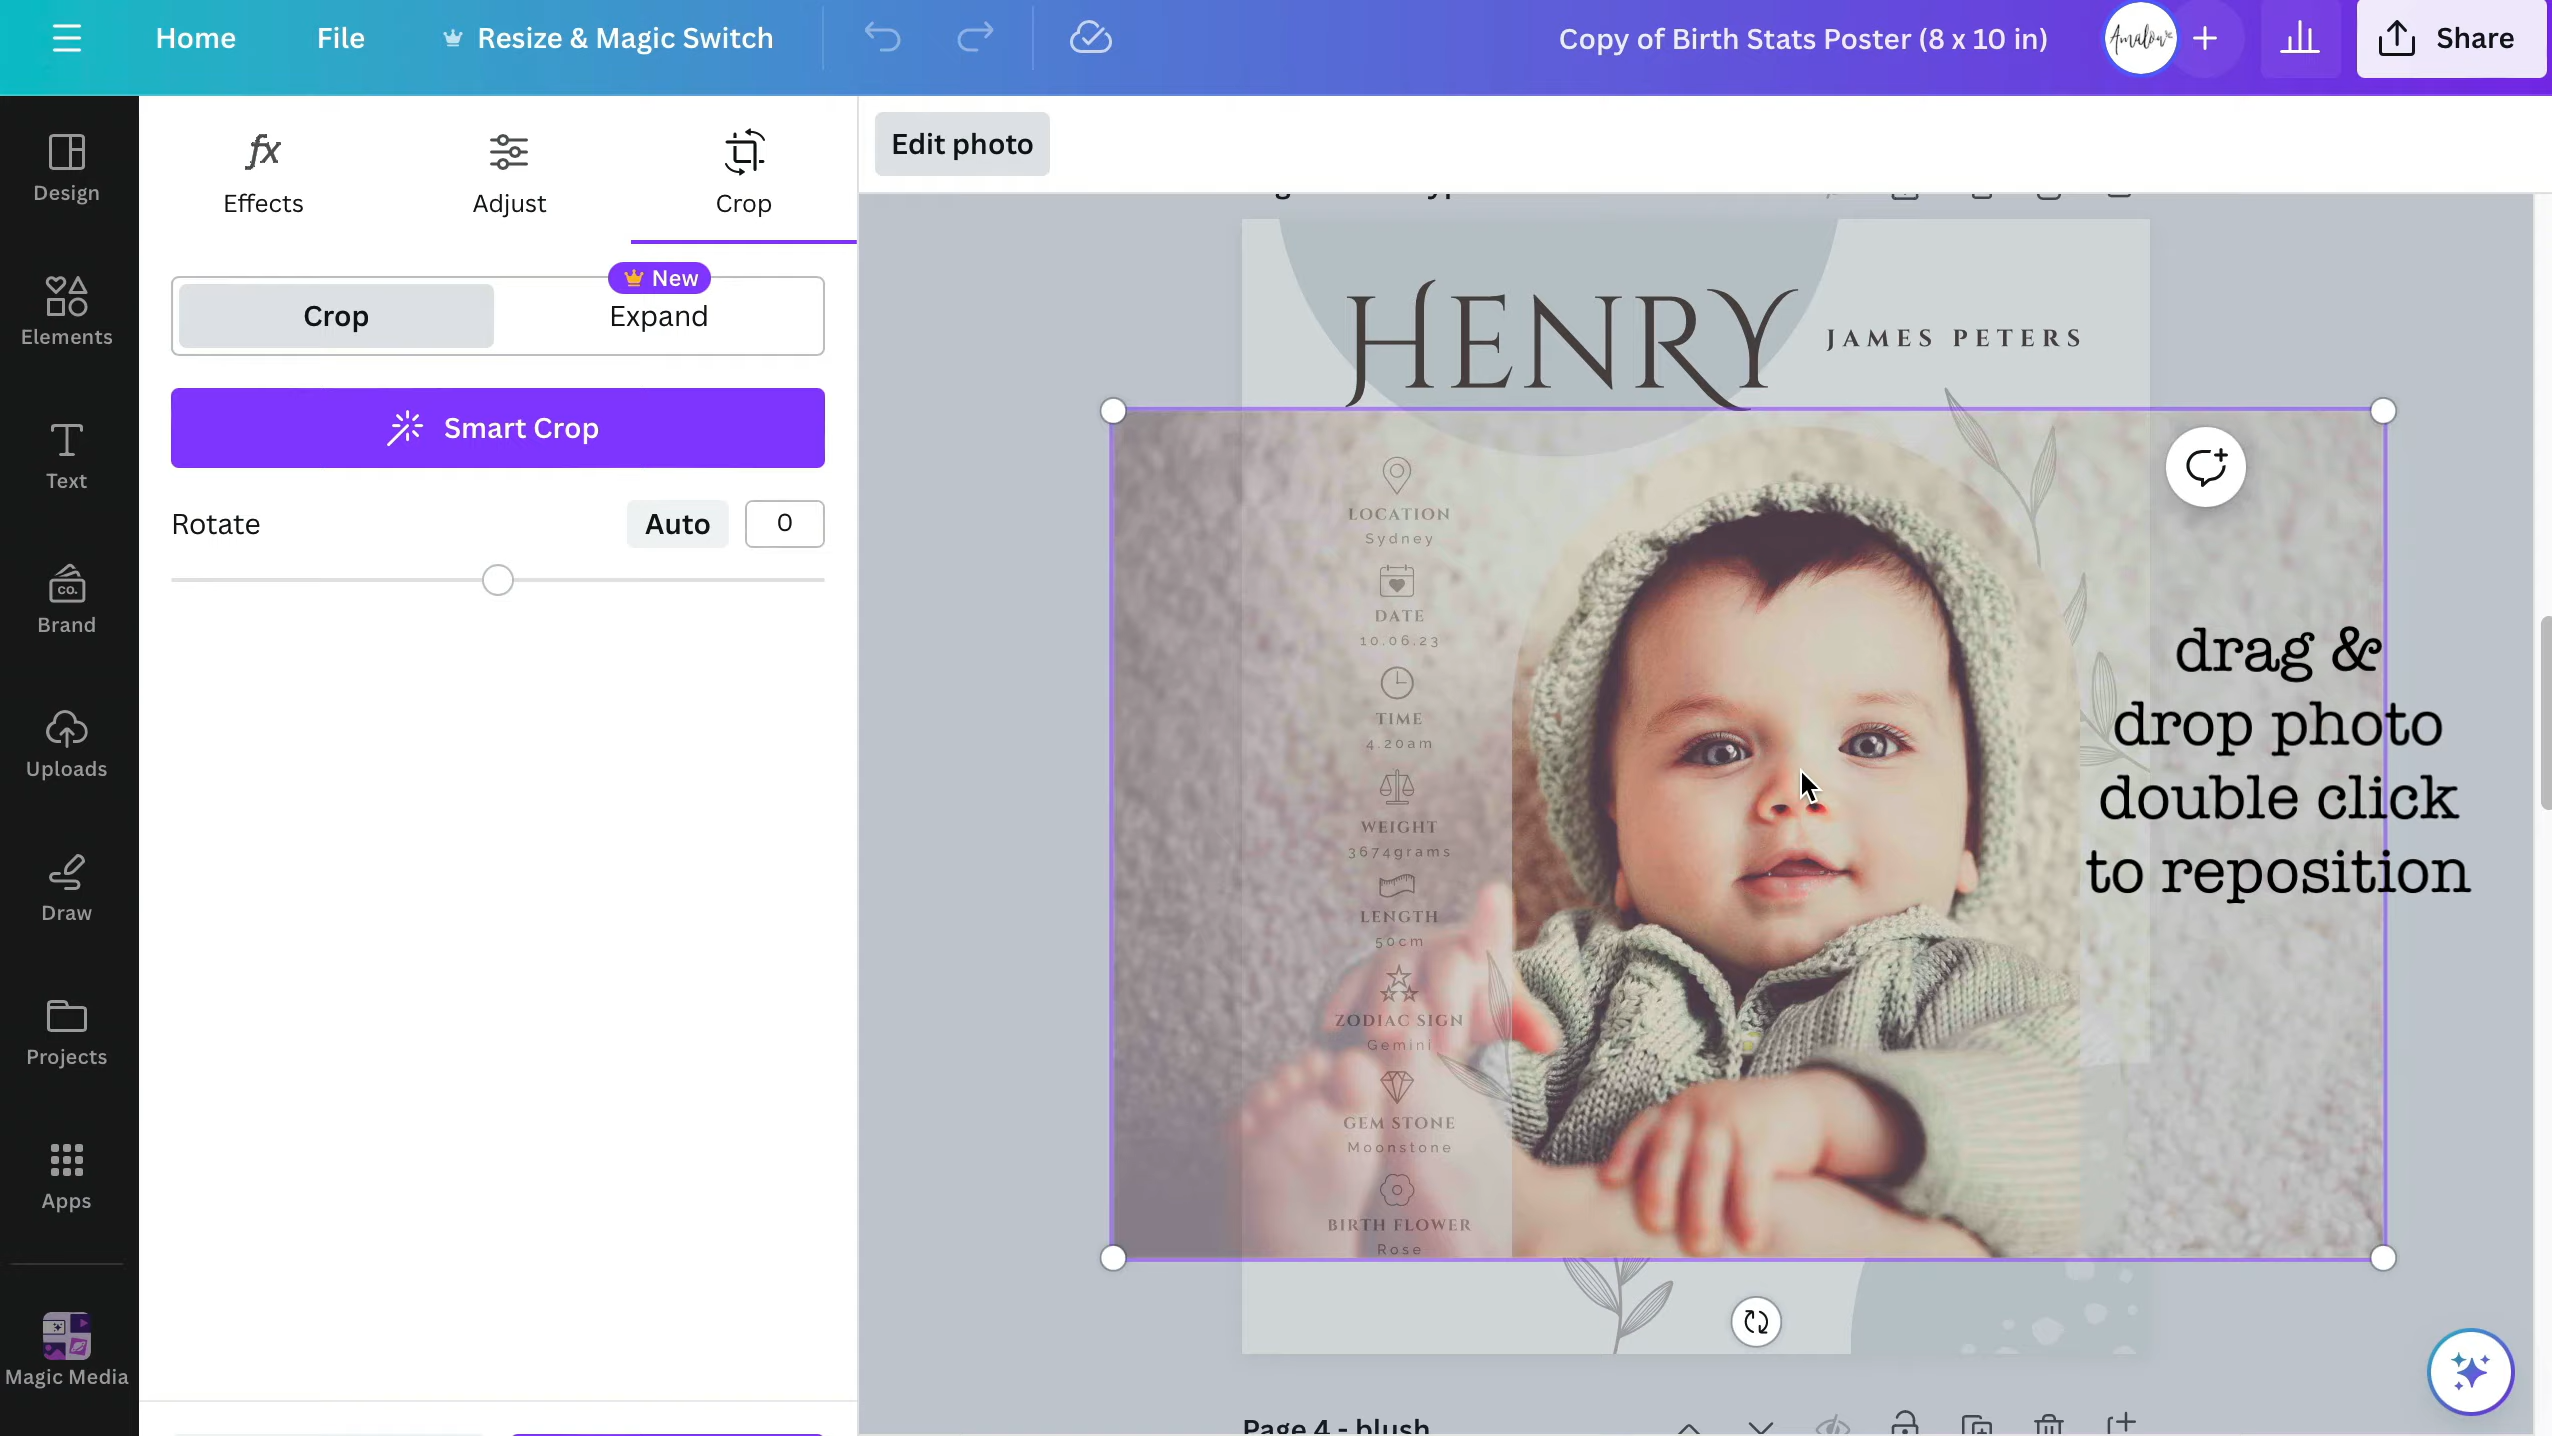 Home File Resize & Magic Switch Copy of Birth Stats Poster (8 x 10 in) Amalou + Share
Design
Elements
Text
CO.
Brand
Uploads
Draw
Projects
Apps
Magic Media
fx
Effects Adjust Crop
New
Crop Expand
Smart Crop
Rotate Auto 0
Edit photo
HENRY JAMES PETERS
LOCATION
Sydney
DATE
10.06.23
TIME
4.20am
WEIGHT
3674grams
LENGTH
50cm
ZODIAC SIGN
Gemini
GEM STONE
Moonstone
BIRTH FLOWER
Rose
drag &
drop photo
double click
to reposition
Page 4 - blush